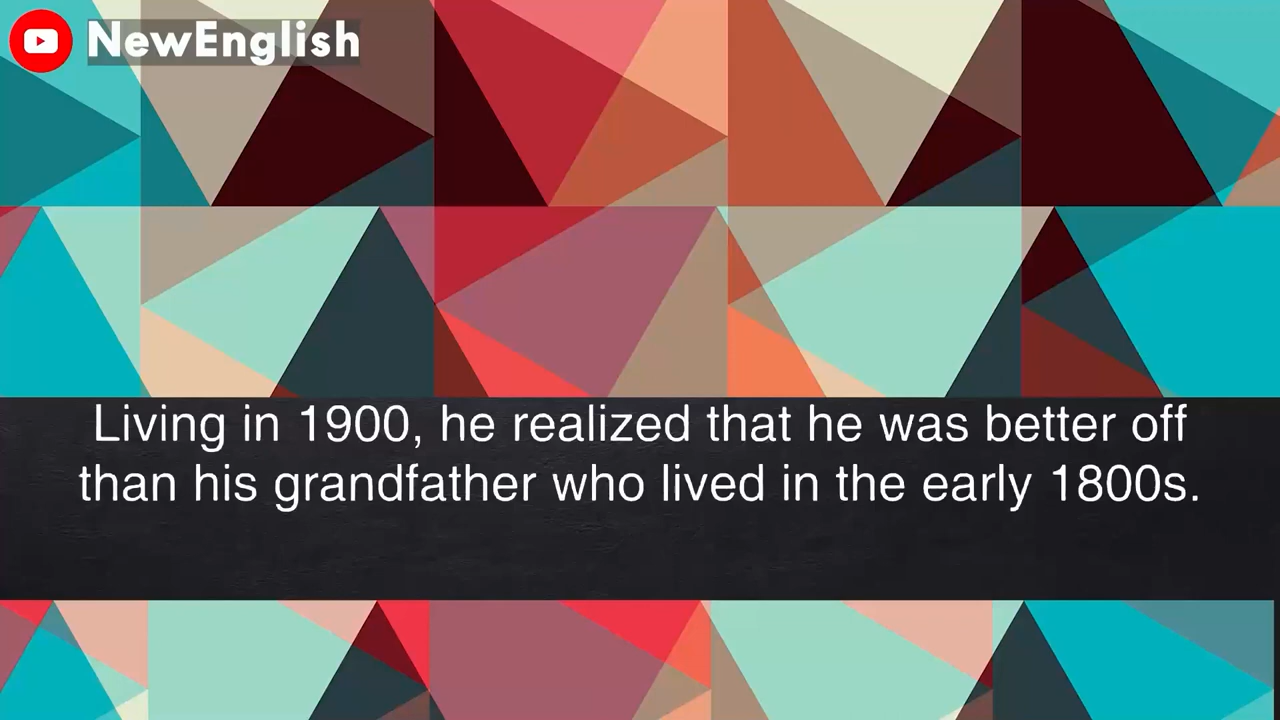 NewEnglish
Living in 1900, he realized that he was better off
than his grandfather who lived in the early 1800s.